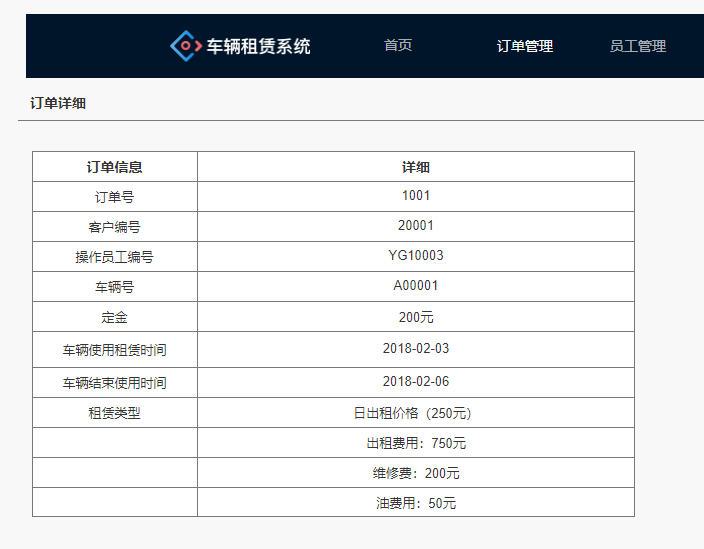 车辆租赁系统 首页 订单管理 员工管理
订单详细
订单信息 详细
订单号 1001
客户编号 20001
操作员工编号 YG10003
车辆号 A00001
定金 200元
车辆使用租赁时间 2018-02-03
车辆结束使用时间 2018-02-06
租赁类型 日出租价格（250元）
出租费用：750元
维修费：200元
油费用：50元